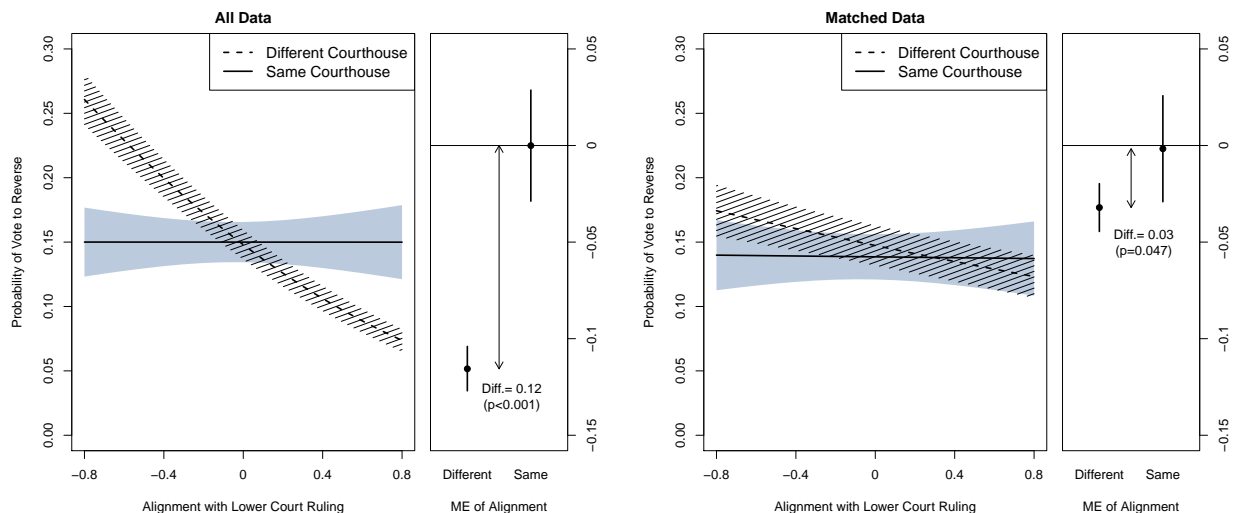 All Data
Different Courthouse
Same Courthouse
Probability of Vote to Reverse
0.30
0.25
0.20
0.15
0.10
0.05
0.00
−0.8
−0.4
0
0.4
0.8
Alignment with Lower Court Ruling
0.05
0
−0.05
−0.1
−0.15
Diff.= 0.12
(p<0.001)
Different
Same
ME of Alignment
Matched Data
Different Courthouse
Same Courthouse
Probability of Vote to Reverse
0.30
0.25
0.20
0.15
0.10
0.05
0.00
−0.8
−0.4
0
0.4
0.8
Alignment with Lower Court Ruling
0.05
0
−0.05
−0.1
−0.15
Diff.= 0.03
(p=0.047)
Different
Same
ME of Alignment